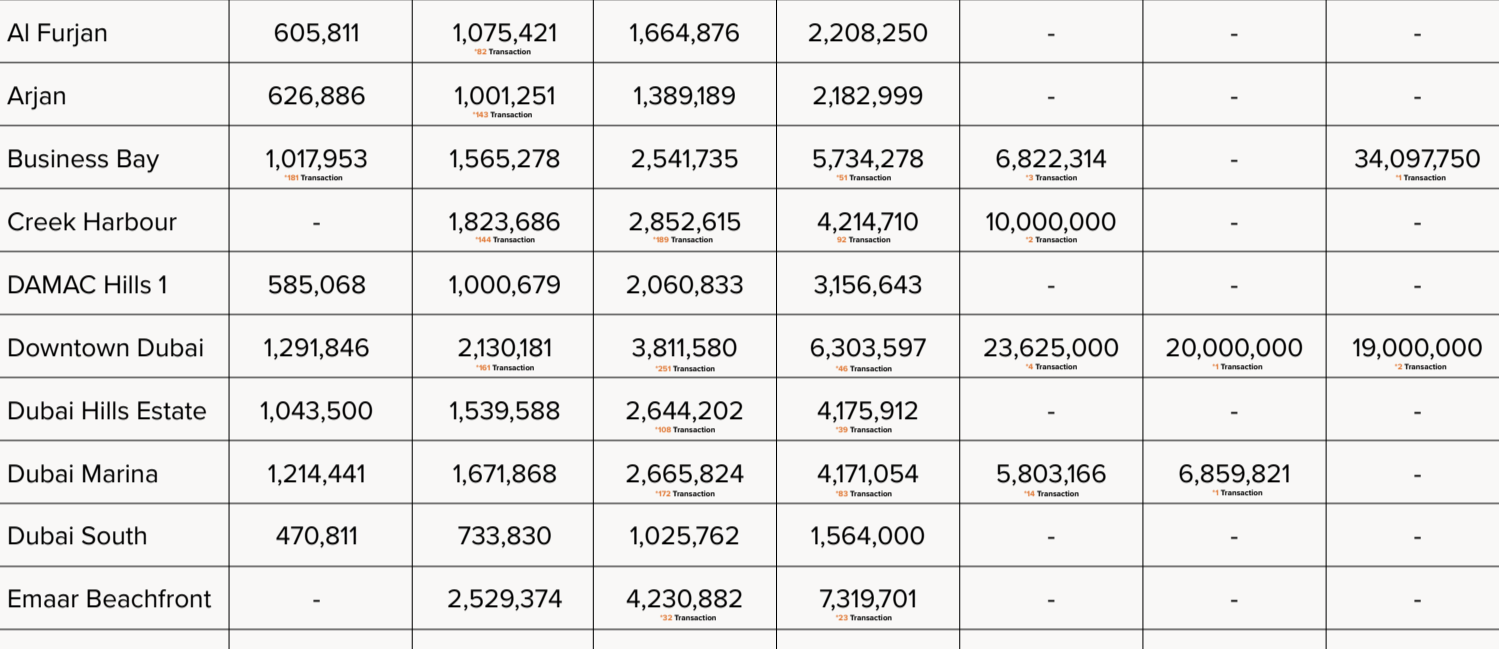 Al Furjan 605,811 1,075,421 1,664,876 2,208,250 - - -
*82 Transaction
Arjan 626,886 1,001,251 1,389,189 2,182,999 - - -
*143 Transaction
Business Bay 1,017,953 1,565,278 2,541,735 5,734,278 6,822,314 - 34,097,750
*181 Transaction *51 Transaction *3 Transaction *1 Transaction
Creek Harbour - 1,823,686 2,852,615 4,214,710 10,000,000 - -
*144 Transaction *189 Transaction 92 Transaction *2 Transaction
DAMAC Hills 1 585,068 1,000,679 2,060,833 3,156,643 - - -
Downtown Dubai 1,291,846 2,130,181 3,811,580 6,303,597 23,625,000 20,000,000 19,000,000
*161 Transaction *251 Transaction *46 Transaction *4 Transaction *1 Transaction *2 Transaction
Dubai Hills Estate 1,043,500 1,539,588 2,644,202 4,175,912 - - -
*108 Transaction *39 Transaction
Dubai Marina 1,214,441 1,671,868 2,665,824 4,171,054 5,803,166 6,859,821 -
*172 Transaction *83 Transaction *14 Transaction *1 Transaction
Dubai South 470,811 733,830 1,025,762 1,564,000 - - -
Emaar Beachfront - 2,529,374 4,230,882 7,319,701 - - -
*32 Transaction *23 Transaction